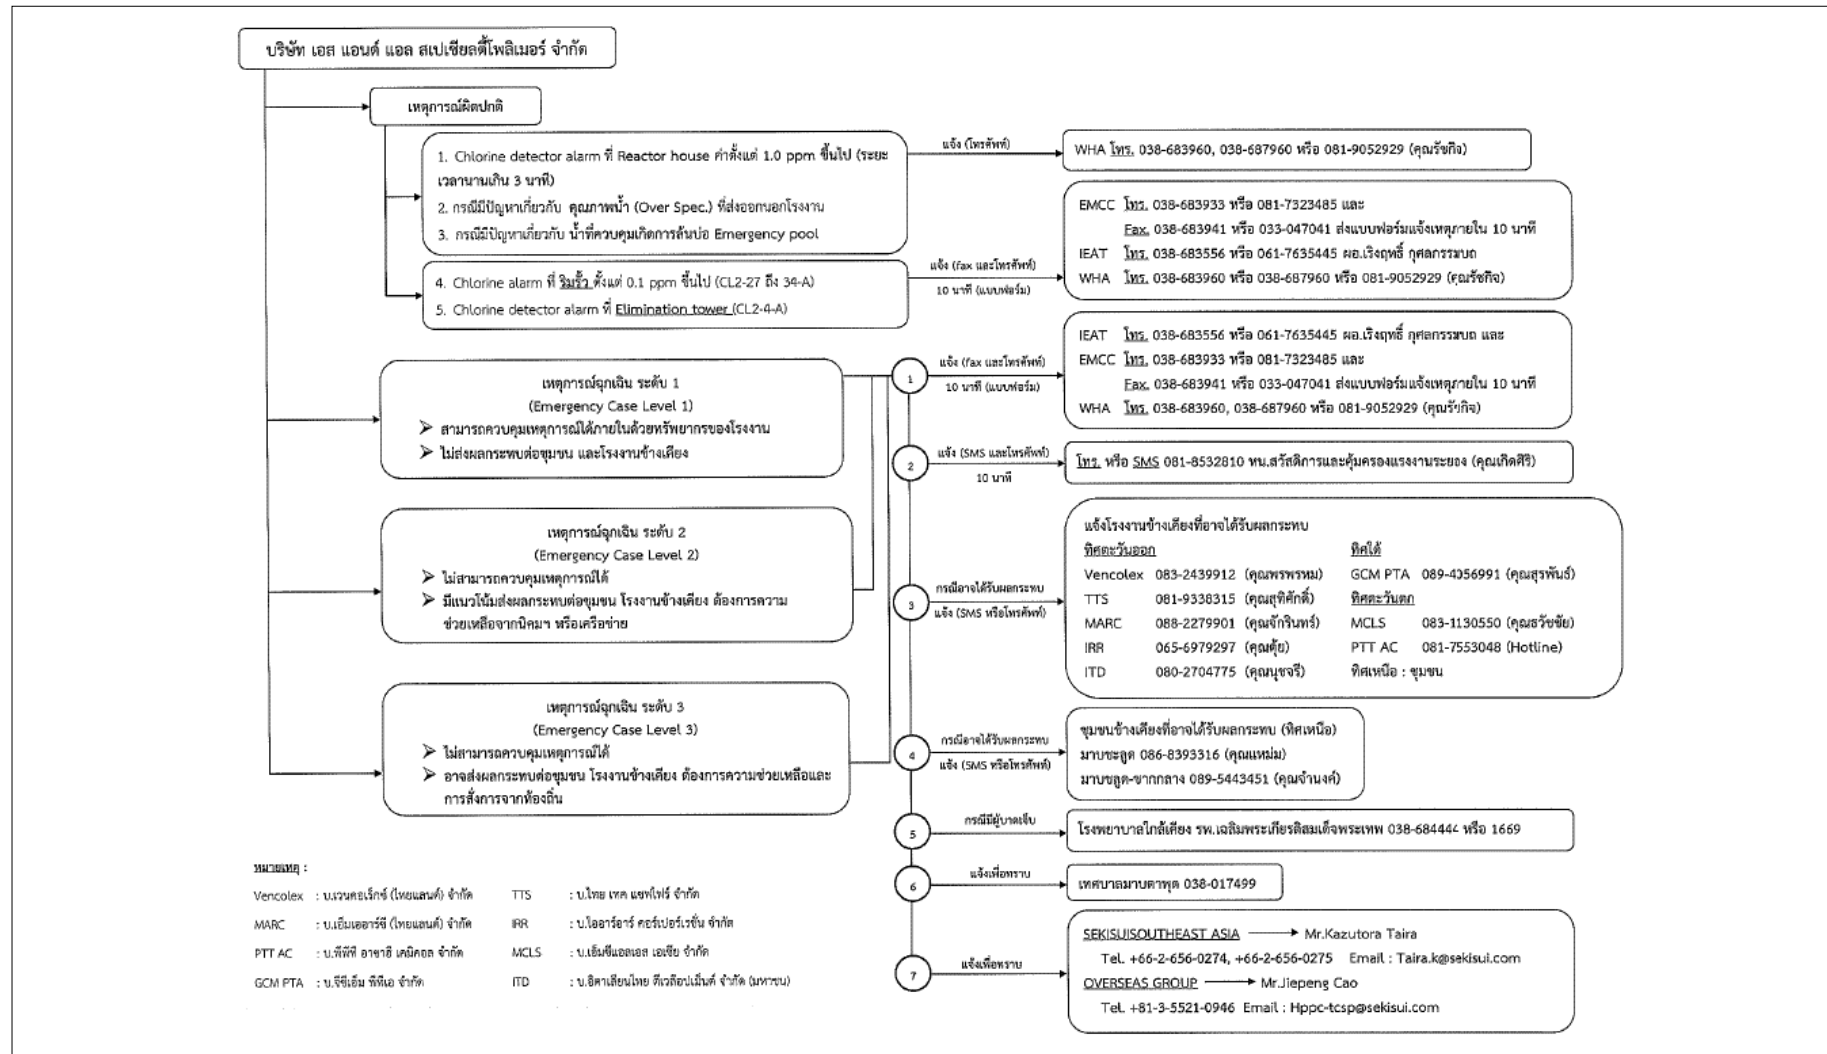 บริษัท เอส แอนด์ แอล สเปเชียลตี้โพลิเมอร์ จำกัด
เหตุการณ์ผิดปกติ
1. Chlorine detector alarm ที่ Reactor house ค่าตั้งแต่ 1.0 ppm ขึ้นไป (ระยะ
เวลานานเกิน 3 นาที)
2. กรณีมีปัญหาเกี่ยวกับ คุณภาพน้ำ (Over Spec.) ที่ส่งออกนอกโรงงาน
3. กรณีมีปัญหาเกี่ยวกับ น้ำที่ควบคุมเกิดการล้นบ่อ Emergency pool
แจ้ง (โทรศัพท์)
WHA โทร. 038-683960, 038-687960 หรือ 081-9052929 (คุณรัชกิจ)
4. Chlorine alarm ที่ ริมรั้ว ตั้งแต่ 0.1 ppm ขึ้นไป (CL2-27 ถึง 34-A)
5. Chlorine detector alarm ที่ Elimination tower (CL2-4-A)
แจ้ง (fax และโทรศัพท์)
10 นาที (แบบฟอร์ม)
EMCC โทร. 038-683933 หรือ 081-7323485 และ
Fax. 038-683941 หรือ 033-047041 ส่งแบบฟอร์มแจ้งเหตุภายใน 10 นาที
IEAT โทร. 038-683556 หรือ 061-7635445 ผอ.เริงฤทธิ์ กุศลกรรมบถ
WHA โทร. 038-683960 หรือ 038-687960 หรือ 081-9052929 (คุณรัชกิจ)
เหตุการณ์ฉุกเฉิน ระดับ 1
(Emergency Case Level 1)
➢ สามารถควบคุมเหตุการณ์ได้ภายในด้วยทรัพยากรของโรงงาน
➢ ไม่ส่งผลกระทบต่อชุมชน และโรงงานข้างเคียง
เหตุการณ์ฉุกเฉิน ระดับ 2
(Emergency Case Level 2)
➢ ไม่สามารถควบคุมเหตุการณ์ได้
➢ มีแนวโน้มส่งผลกระทบต่อชุมชน โรงงานข้างเคียง ต้องการความ
ช่วยเหลือจากนิคมฯ หรือเครือข่าย
เหตุการณ์ฉุกเฉิน ระดับ 3
(Emergency Case Level 3)
➢ ไม่สามารถควบคุมเหตุการณ์ได้
➢ อาจส่งผลกระทบต่อชุมชน โรงงานข้างเคียง ต้องการความช่วยเหลือและ
การสั่งการจากท้องถิ่น
1
แจ้ง (fax และโทรศัพท์)
10 นาที (แบบฟอร์ม)
IEAT โทร. 038-683556 หรือ 061-7635445 ผอ.เริงฤทธิ์ กุศลกรรมบถ และ
EMCC โทร. 038-683933 หรือ 081-7323485 และ
Fax. 038-683941 หรือ 033-047041 ส่งแบบฟอร์มแจ้งเหตุภายใน 10 นาที
WHA โทร. 038-683960, 038-687960 หรือ 081-9052929 (คุณรัชกิจ)
2
แจ้ง (SMS และโทรศัพท์)
10 นาที
โทร. หรือ SMS 081-8532810 หน.สวัสดิการและคุ้มครองแรงงานระยอง (คุณเกิดศิริ)
3
กรณีอาจได้รับผลกระทบ
แจ้ง (SMS หรือโทรศัพท์)
แจ้งโรงงานข้างเคียงที่อาจได้รับผลกระทบ
ทิศตะวันออก ทิศใต้
Vencolex 083-2439912 (คุณพรพรหม) GCM PTA 089-4056991 (คุณสุรพันธ์)
TTS 081-9338315 (คุณสุทิศักดิ์) ทิศตะวันตก
MARC 088-2279901 (คุณจักรินทร์) MCLS 083-1130550 (คุณธวัชชัย)
IRR 065-6979297 (คุณตุ้ย) PTT AC 081-7553048 (Hotline)
ITD 080-2704775 (คุณนุชจรี) ทิศเหนือ : ชุมชน
4
กรณีอาจได้รับผลกระทบ
แจ้ง (SMS หรือโทรศัพท์)
ชุมชนข้างเคียงที่อาจได้รับผลกระทบ (ทิศเหนือ)
มาบชะลูด 086-8393316 (คุณแหม่ม)
มาบชลูด-ชากกลาง 089-5443451 (คุณจำนงค์)
5
กรณีมีผู้บาดเจ็บ
โรงพยาบาลใกล้เคียง รพ.เฉลิมพระเกียรติสมเด็จพระเทพ 038-684444 หรือ 1669
6
แจ้งเพื่อทราบ
เทศบาลมาบตาพุด 038-017499
7
แจ้งเพื่อทราบ
SEKISUISOUTHEAST ASIA Mr.Kazutora Taira
Tel. +66-2-656-0274, +66-2-656-0275 Email : Taira.k@sekisui.com
OVERSEAS GROUP Mr.Jiepeng Cao
Tel. +81-3-5521-0946 Email : Hppc-tcsp@sekisui.com
หมายเหตุ :
Vencolex : บ.เวนคอเร็กซ์ (ไทยแลนด์) จำกัด TTS : บ.ไทย เทค แซฟไฟร์ จำกัด
MARC : บ.เอ็มเออาร์ซี (ไทยแลนด์) จำกัด IRR : บ.ไออาร์อาร์ คอร์เปอร์เรชั่น จำกัด
PTT AC : บ.พีทีที อาซาฮี เคมิคอล จำกัด MCLS : บ.เอ็มซีแอลเอส เอเซีย จำกัด
GCM PTA : บ.จีซีเอ็ม พีทีเอ จำกัด ITD : บ.อิตาเลียนไทย ดีเวล๊อปเม็นต์ จำกัด (มหาชน)